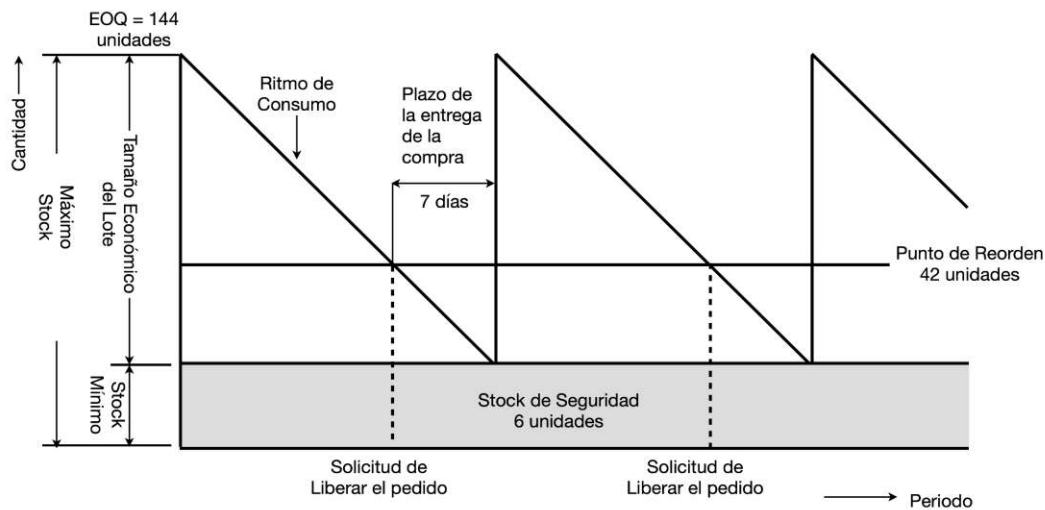 EOQ = 144
unidades
Cantidad
Máximo
Stock
Tamaño Económico
del Lote
Stock
Mínimo
Ritmo de
Consumo
Plazo de
la entrega
de la
compra
7 días
Punto de Reorden
42 unidades
Stock de Seguridad
6 unidades
Solicitud de
Liberar el pedido
Solicitud de
Liberar el pedido
Periodo